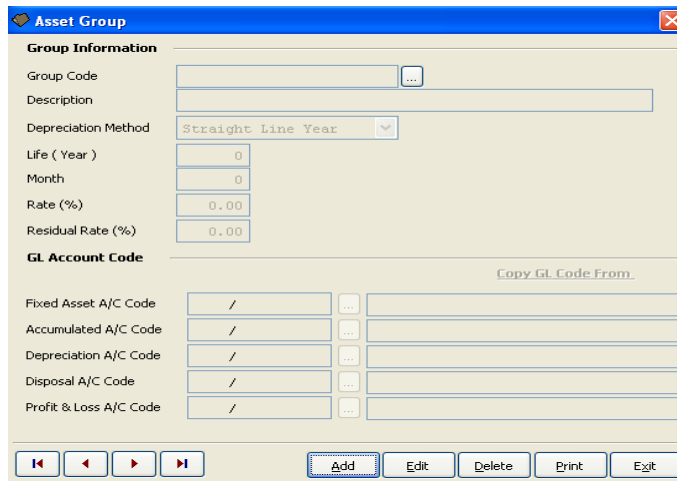 Asset Group
Group Information
Group Code ...
Description
Depreciation Method Straight Line Year
Life ( Year ) 0
Month 0
Rate (%) 0.00
Residual Rate (%) 0.00
GL Account Code
Copy GL Code From
Fixed Asset A/C Code / ...
Accumulated A/C Code / ...
Depreciation A/C Code / ...
Disposal A/C Code / ...
Profit & Loss A/C Code / ...
Add Edit Delete Print Exit